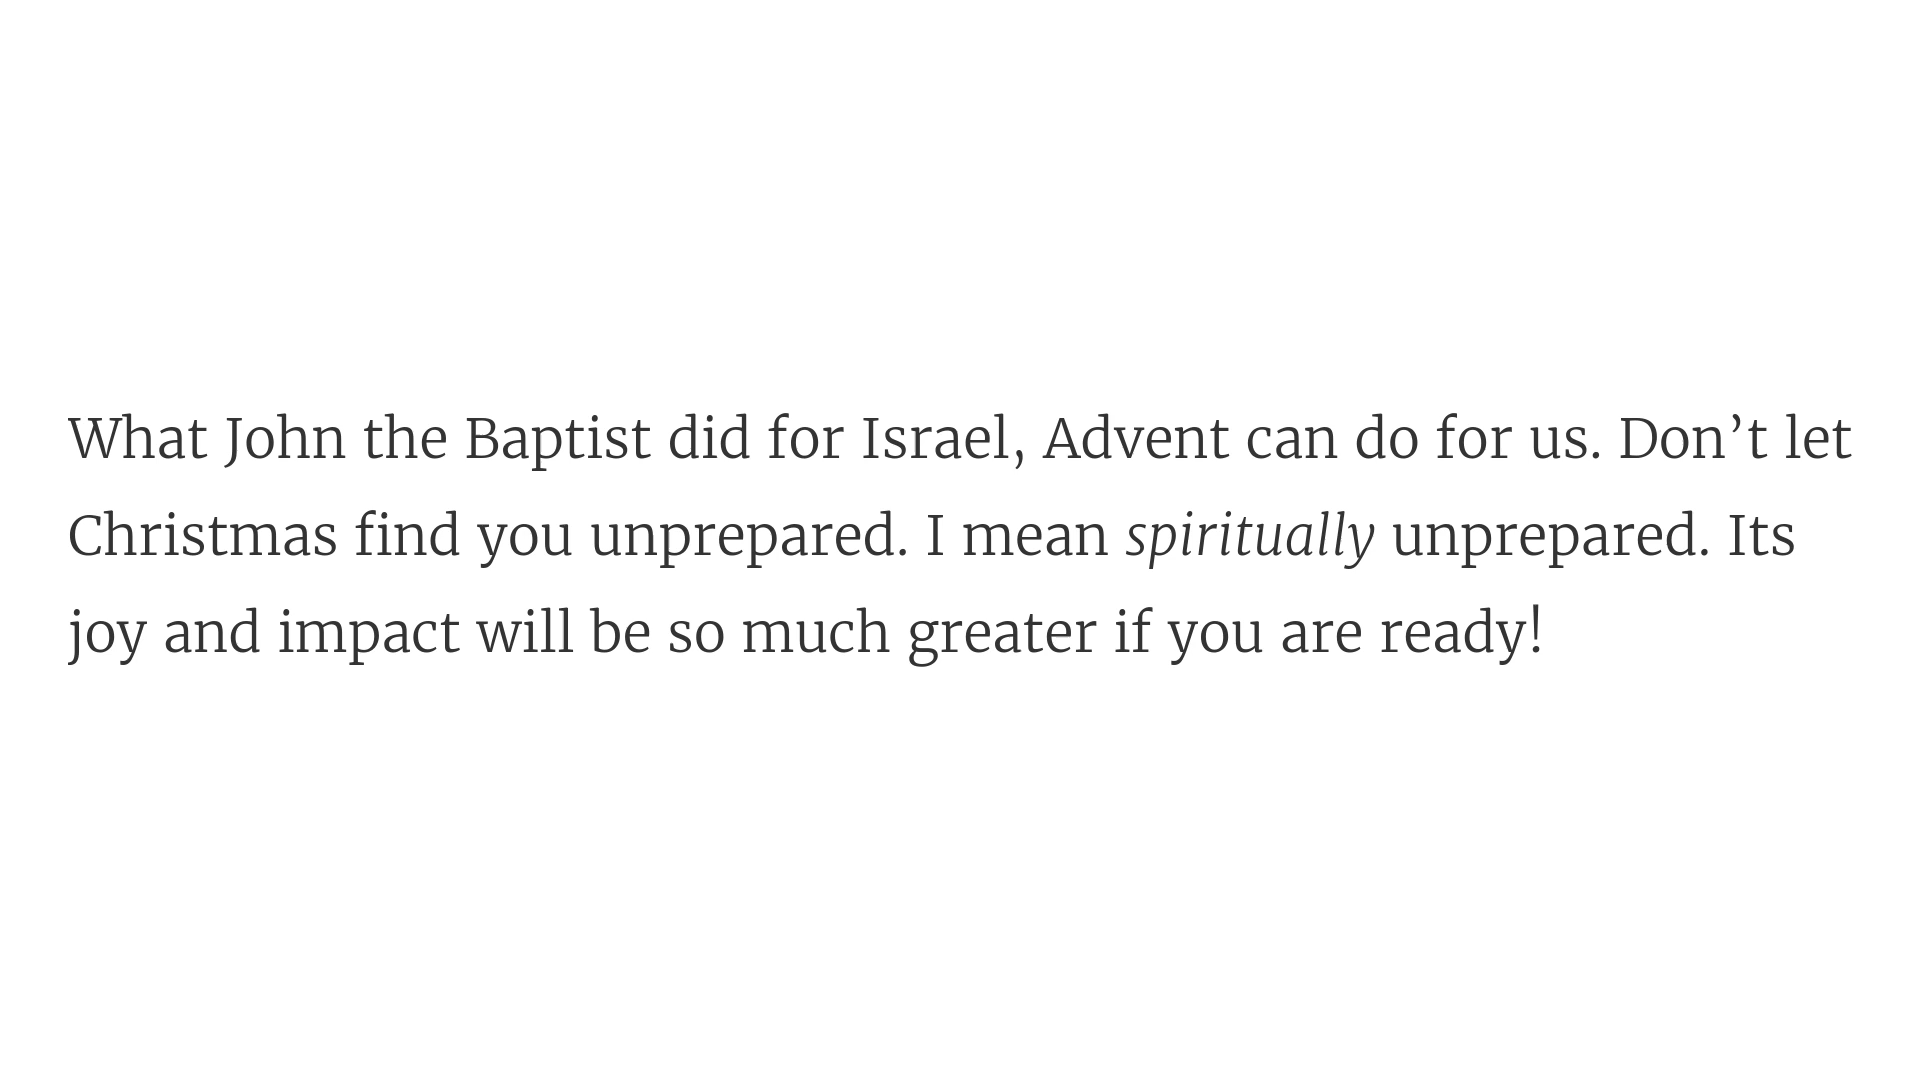 What John the Baptist did for Israel, Advent can do for us. Don’t let
Christmas find you unprepared. I mean spiritually unprepared. Its
joy and impact will be so much greater if you are ready!